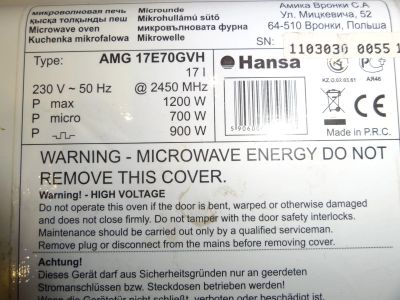 микроволновая печь
қысқа толқынды пеш
Microwave oven
Kuchenka mikrofalowa
Microunde
Mikrohullámú sütő
микровълновата фурна
Mikrowelle
Амика Вронки С.А
Ул. Мицкевича, 52
64-510 Вронки, Польша
SN:
1103030 0055 1
Type: AMG 17E70GVH
17 l
230 V ~ 50 Hz @ 2450 MHz
P max 1200 W
P micro 700 W
P 900 W
Hansa
KZ.O.02.0361
АЯ46
CE
Made in P.R.C.
WARNING - MICROWAVE ENERGY DO NOT
REMOVE THIS COVER.
Warning! - HIGH VOLTAGE
Do not operate this oven if the door is bent, warped or otherwise damaged
and does not close firmly. Do not tamper with the door safety interlocks.
Maintenance should be carried out only by a qualified serviceman.
Remove plug or disconnect from the mains before removing cover.
Achtung!
Dieses Gerät darf aus Sicherheitsgründen nur an geerdeten
Stromanschlüssen bzw. Steckdosen betrieben werden!